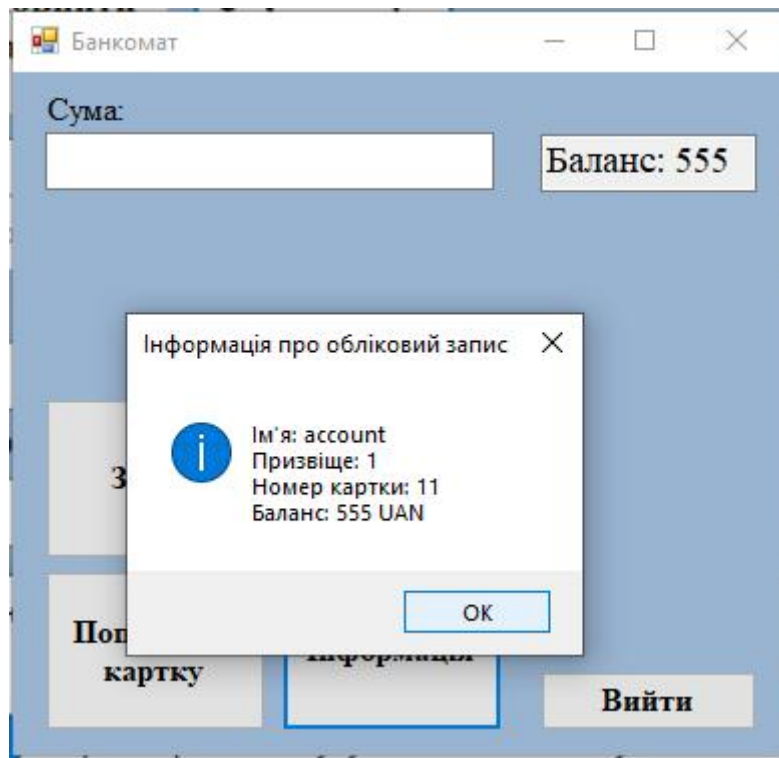 Банкомат
Сума:
Баланс: 555
Інформація про обліковий запис
Ім'я: account
Призвіще: 1
Номер картки: 11
Баланс: 555 UAN
OK
картку
Інформація
Вийти